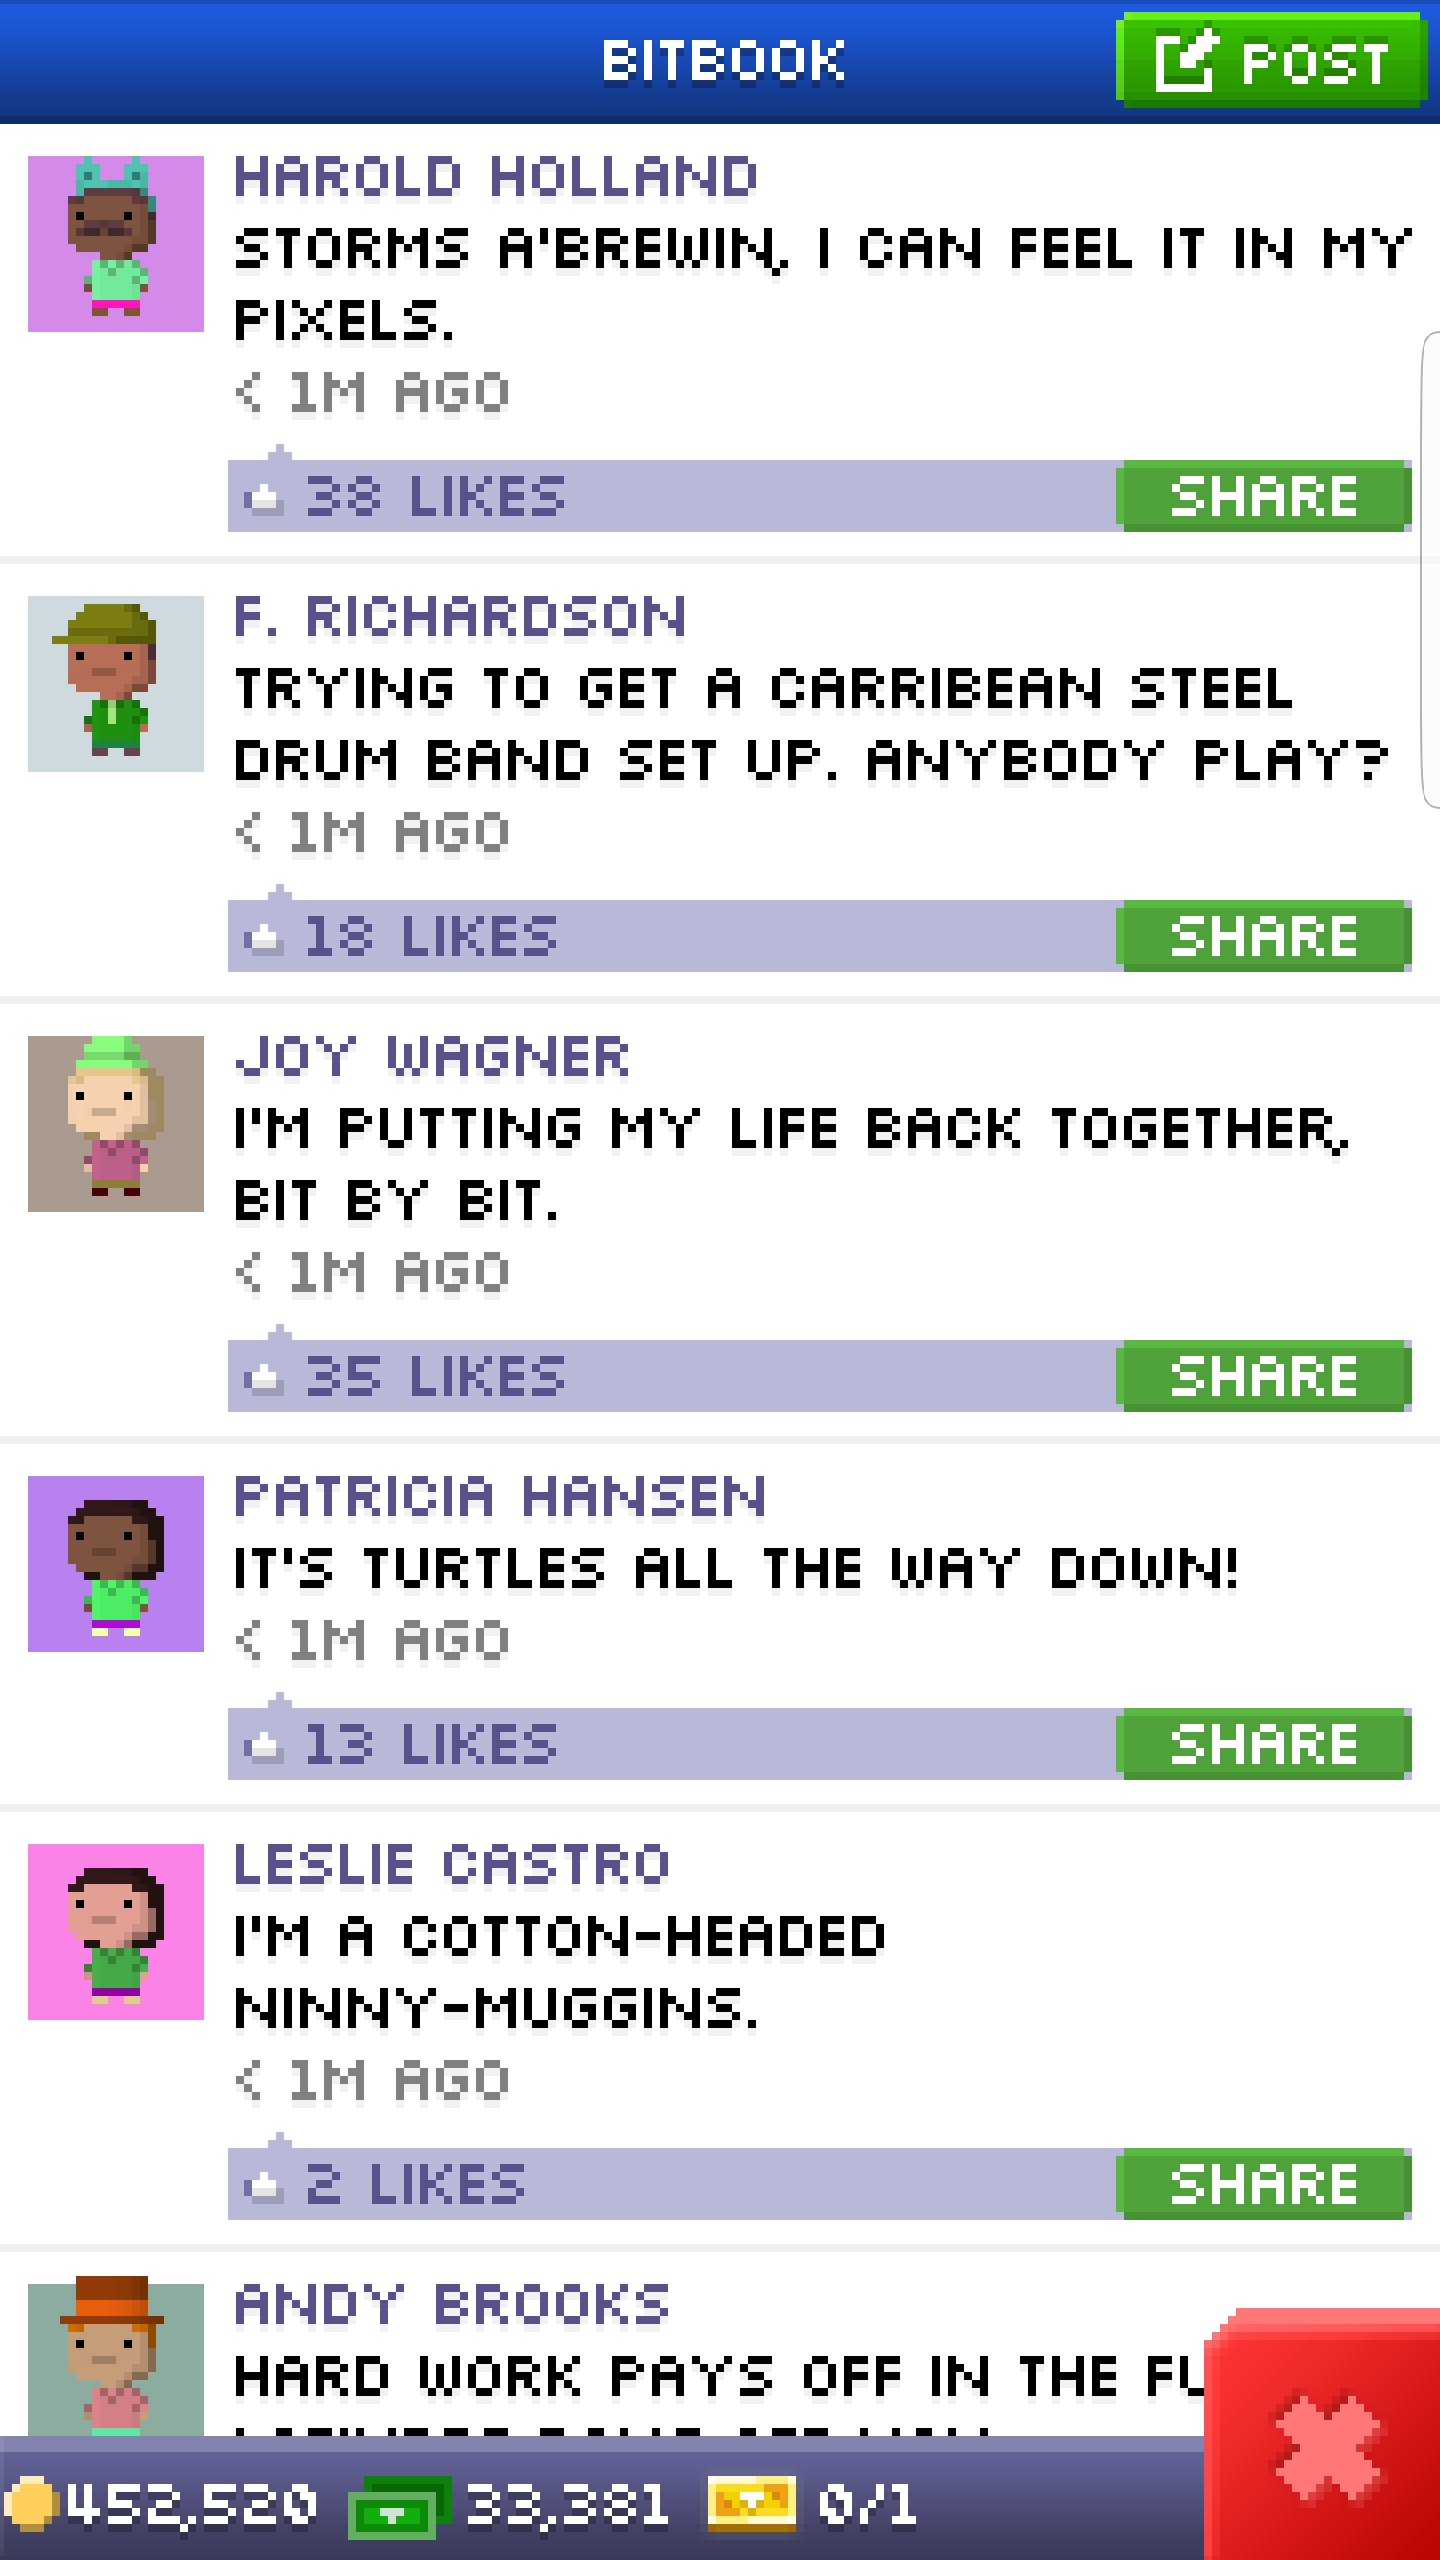 BITBOOK
POST
HAROLD HOLLAND
STORMS A'BREWIN, I CAN FEEL IT IN MY
PIXELS.
< 1M AGO
38 LIKES
SHARE
F. RICHARDSON
TRYING TO GET A CARRIBEAN STEEL
DRUM BAND SET UP. ANYBODY PLAY?
< 1M AGO
18 LIKES
SHARE
JOY WAGNER
I'M PUTTING MY LIFE BACK TOGETHER,
BIT BY BIT.
< 1M AGO
35 LIKES
SHARE
PATRICIA HANSEN
IT'S TURTLES ALL THE WAY DOWN!
< 1M AGO
13 LIKES
SHARE
LESLIE CASTRO
I'M A COTTON-HEADED
NINNY-MUGGINS.
< 1M AGO
2 LIKES
SHARE
ANDY BROOKS
HARD WORK PAYS OFF IN THE
452,520 33,381 0/1